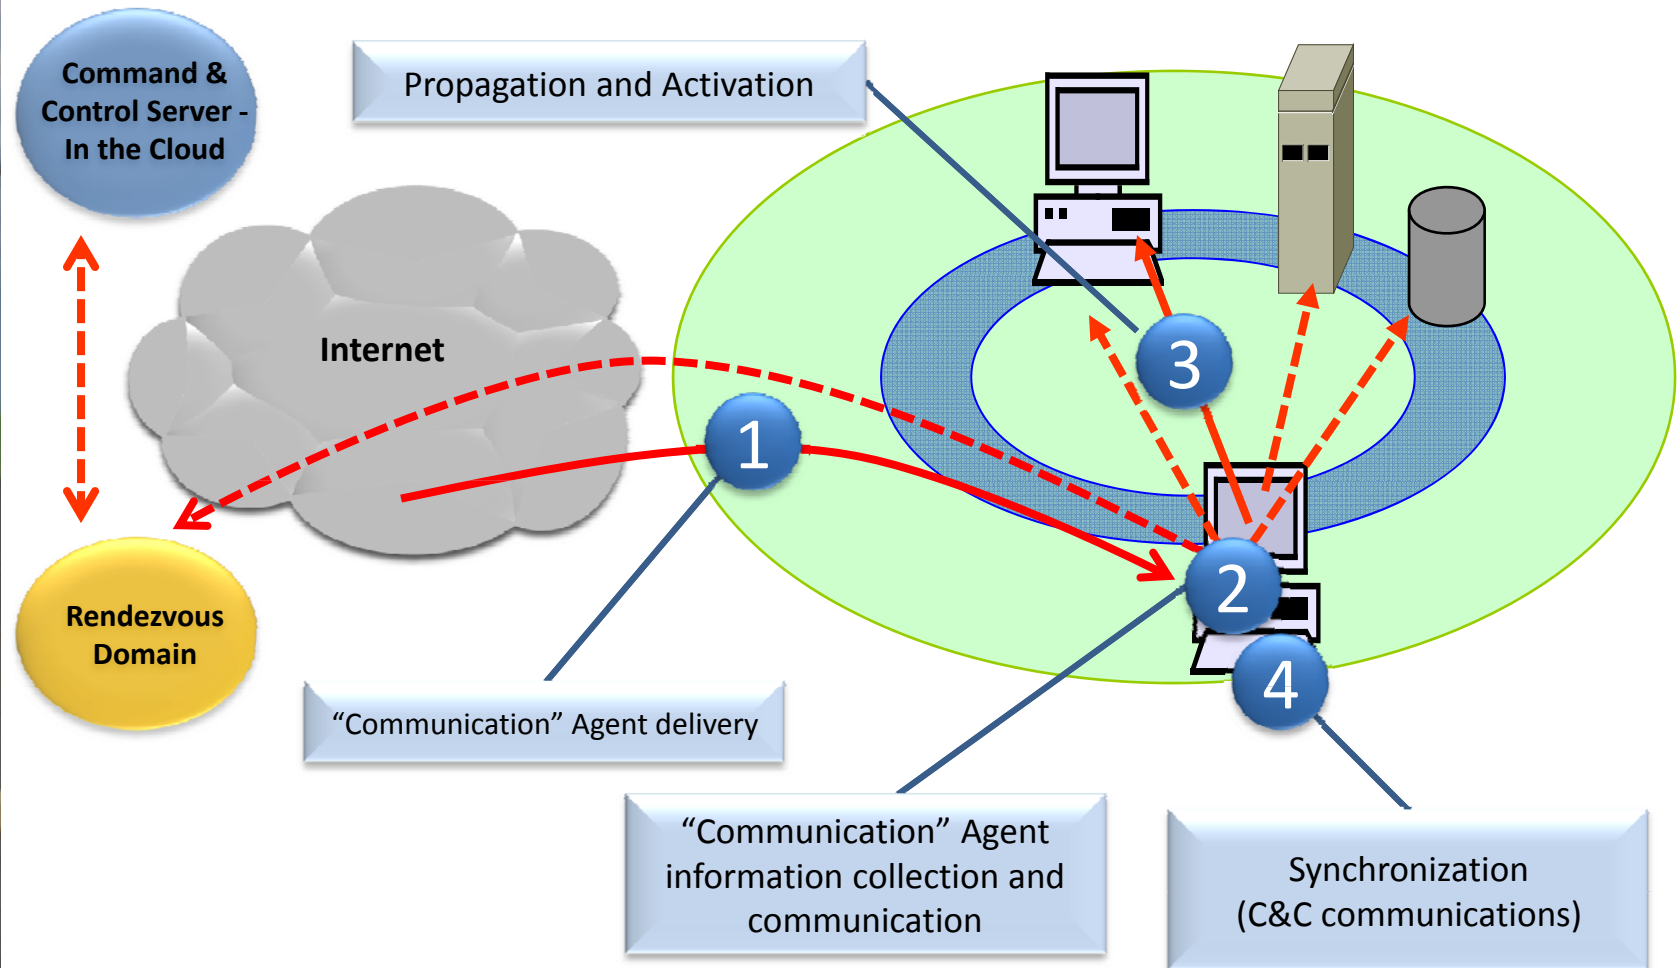 Command &
Control Server -
In the Cloud
Propagation and Activation
Internet
3
1
2
Rendezvous
Domain
4
“Communication” Agent delivery
“Communication” Agent
information collection and
communication
Synchronization
(C&C communications)